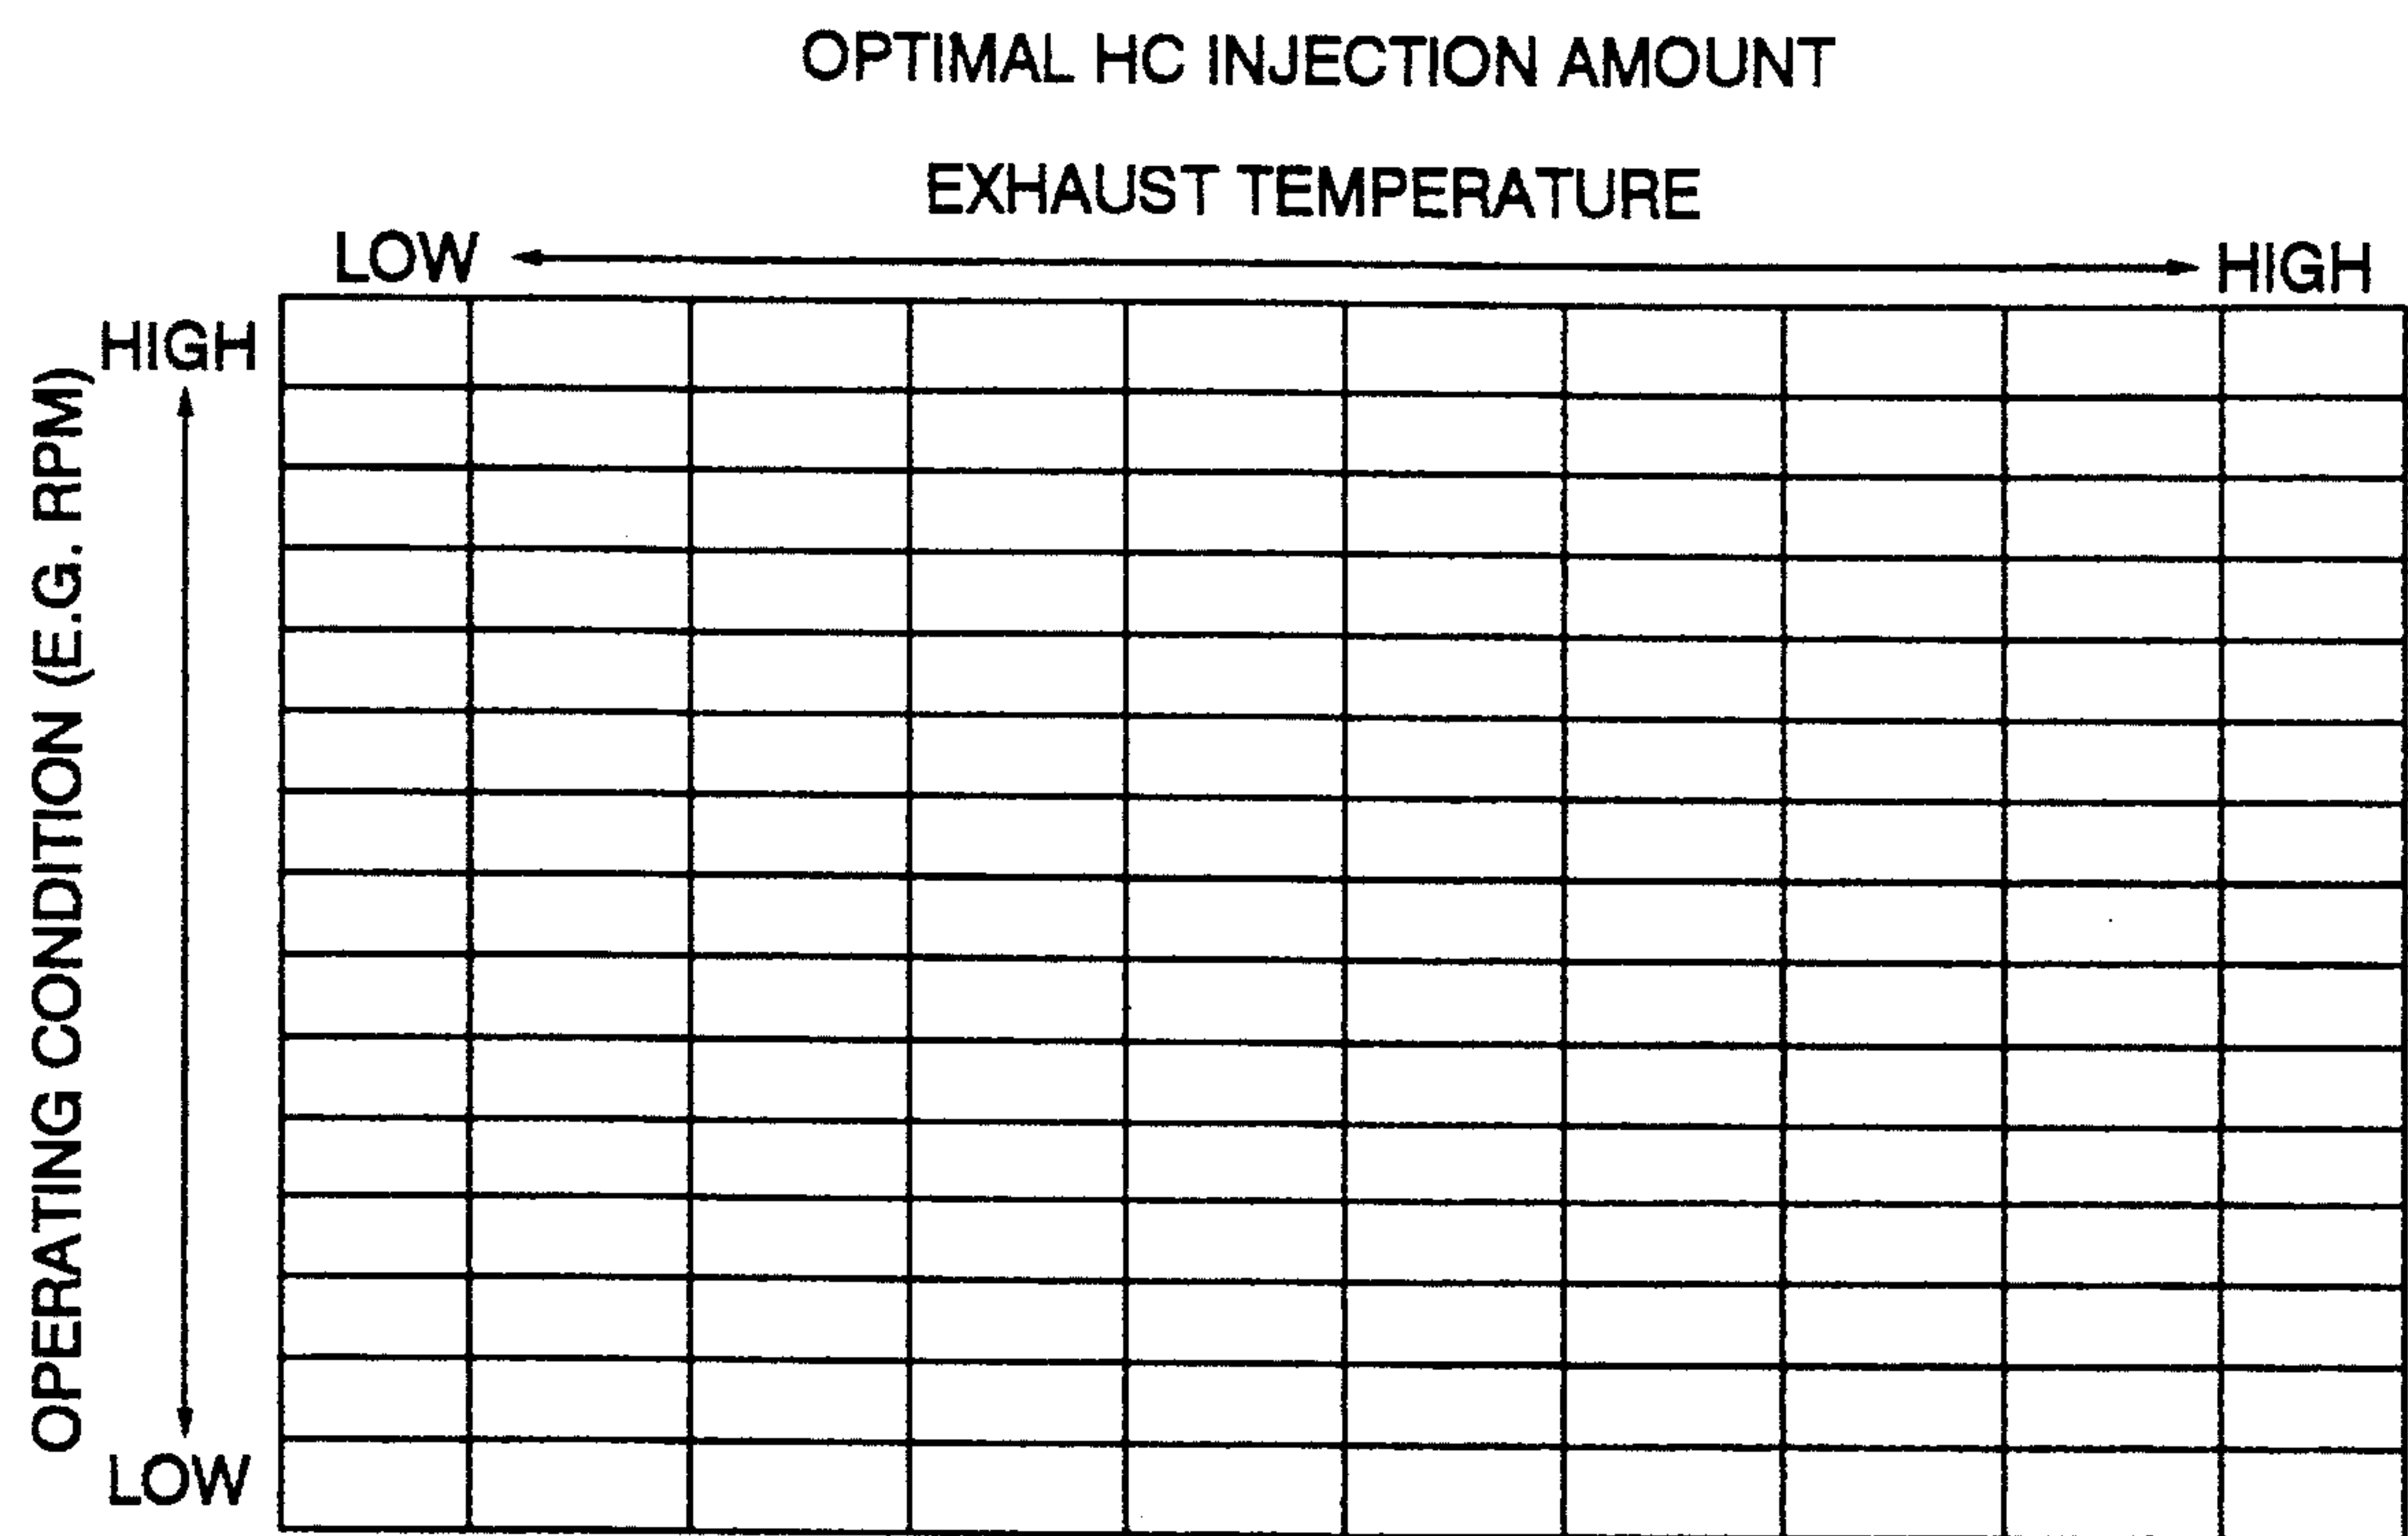 OPTIMAL HC INJECTION AMOUNT
EXHAUST TEMPERATURE
LOW
HIGH
HIGH
OPERATING CONDITION (E.G. RPM)
LOW